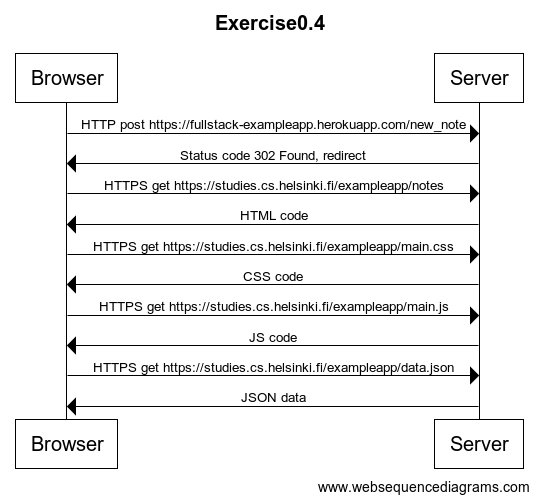 Exercise0.4
Browser Server
HTTP post https://fullstack-exampleapp.herokuapp.com/new_note
Status code 302 Found, redirect
HTTPS get https://studies.cs.helsinki.fi/exampleapp/notes
HTML code
HTTPS get https://studies.cs.helsinki.fi/exampleapp/main.css
CSS code
HTTPS get https://studies.cs.helsinki.fi/exampleapp/main.js
JS code
HTTPS get https://studies.cs.helsinki.fi/exampleapp/data.json
JSON data
Browser Server
www.websequencediagrams.com